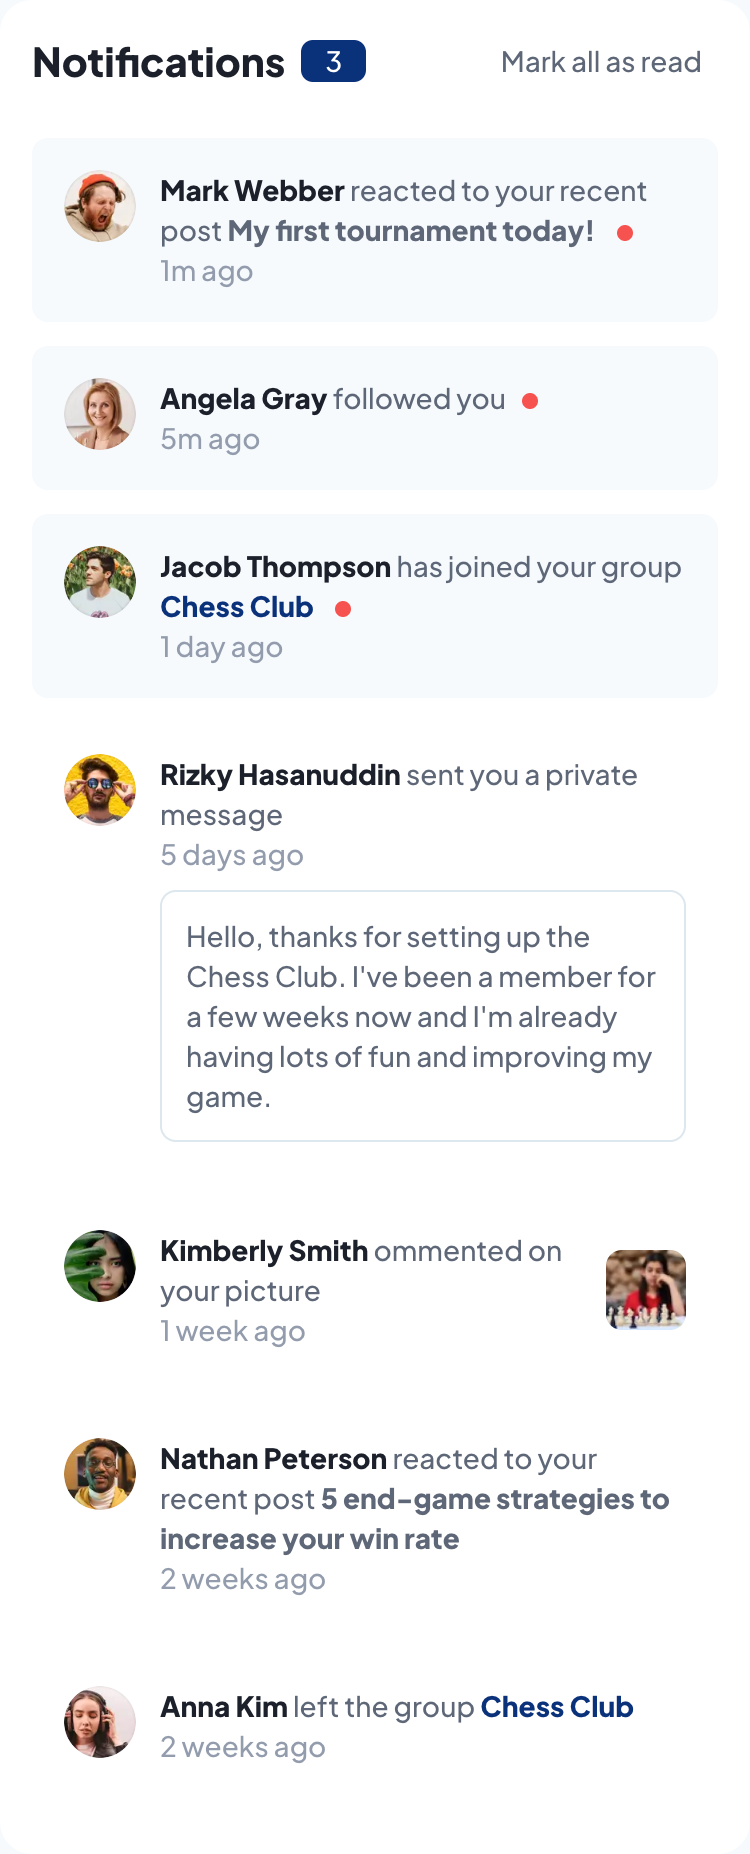 Notifications 3 Mark all as read
Mark Webber reacted to your recent
post My first tournament today!
1m ago
Angela Gray followed you
5m ago
Jacob Thompson has joined your group
Chess Club
1 day ago
Rizky Hasanuddin sent you a private
message
5 days ago
Hello, thanks for setting up the
Chess Club. I've been a member for
a few weeks now and I'm already
having lots of fun and improving my
game.
Kimberly Smith ommented on
your picture
1 week ago
Nathan Peterson reacted to your
recent post 5 end-game strategies to
increase your win rate
2 weeks ago
Anna Kim left the group Chess Club
2 weeks ago